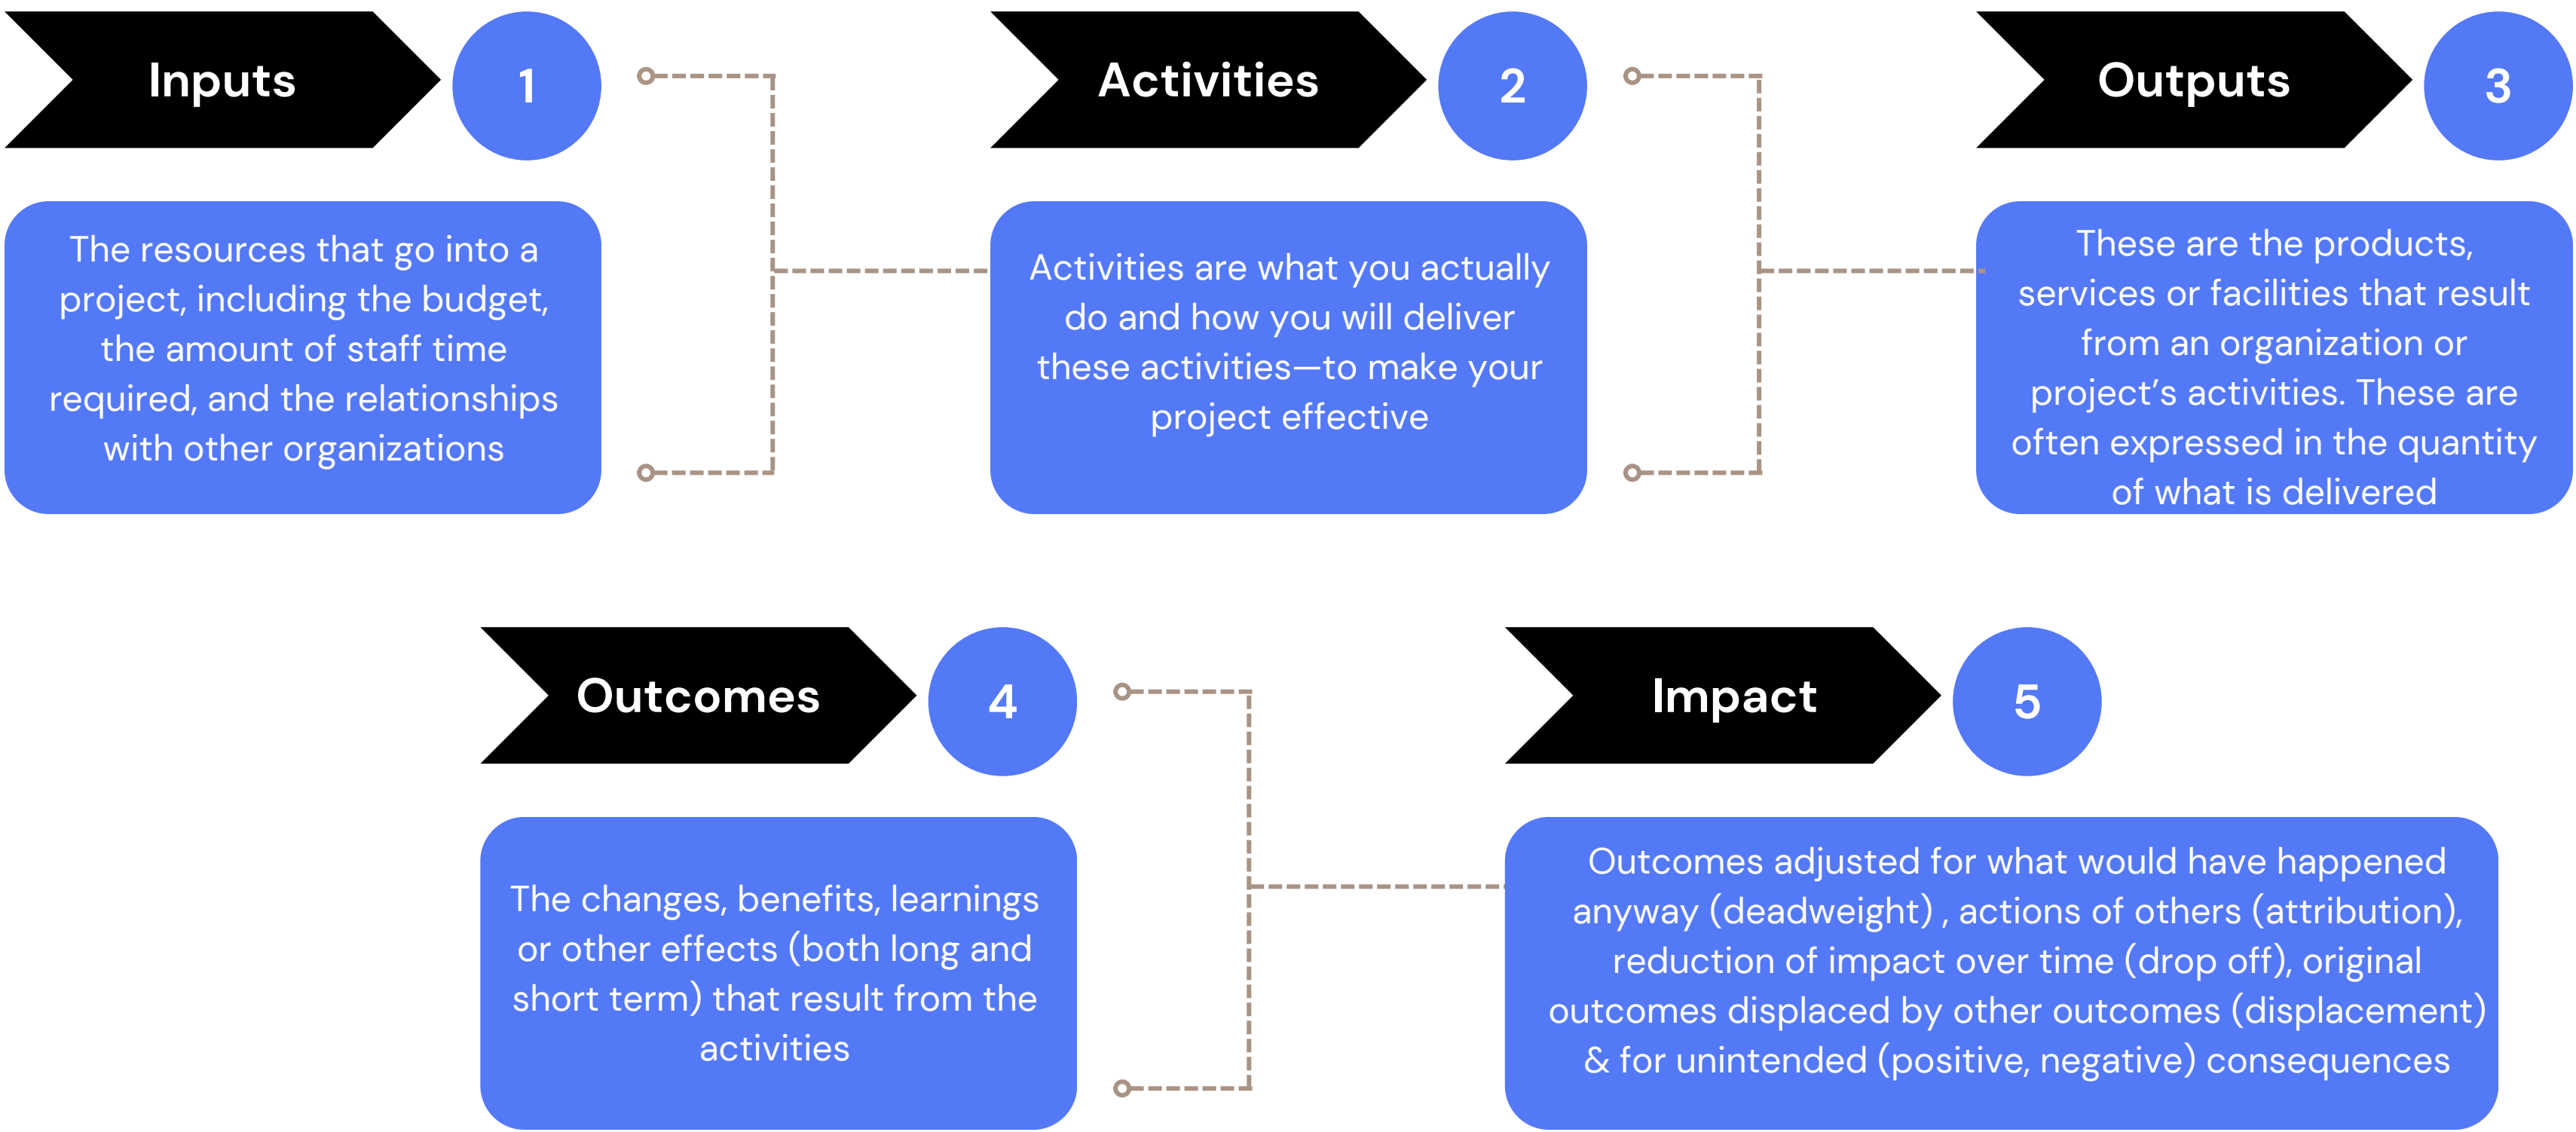 Inputs
1
The resources that go into a
project, including the budget,
the amount of staff time
required, and the relationships
with other organizations
Activities
2
Activities are what you actually
do and how you will deliver
these activities—to make your
project effective
Outputs
3
These are the products,
services or facilities that result
from an organization or
project’s activities. These are
often expressed in the quantity
of what is delivered
Outcomes
4
The changes, benefits, learnings
or other effects (both long and
short term) that result from the
activities
Impact
5
Outcomes adjusted for what would have happened
anyway (deadweight) , actions of others (attribution),
reduction of impact over time (drop off), original
outcomes displaced by other outcomes (displacement)
& for unintended (positive, negative) consequences